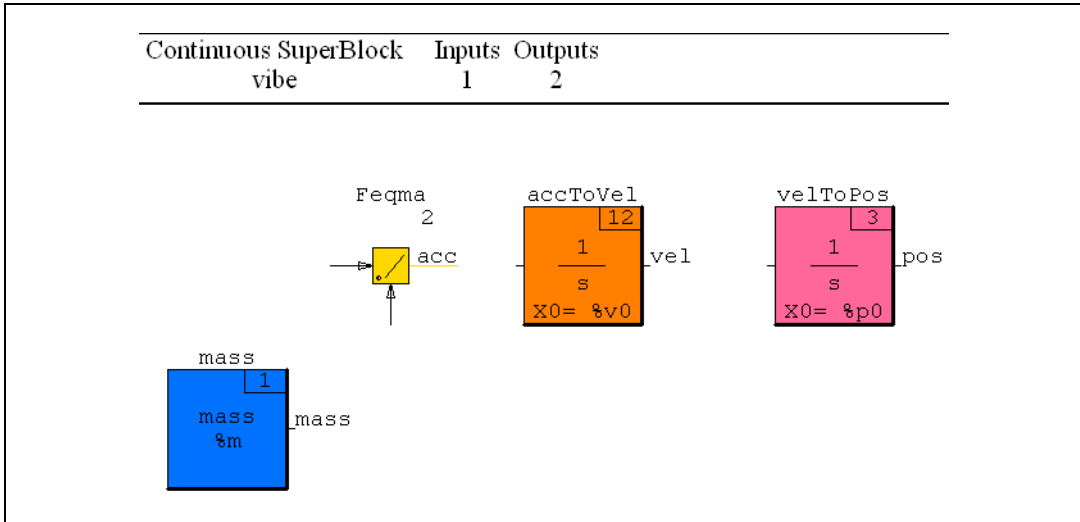 Continuous SuperBlock Inputs Outputs
vibe 1 2
Feqma
2
acc
accToVel
12
1
s
X0= %v0
vel
velToPos
3
1
s
X0= %p0
pos
mass
1
mass
%m
mass